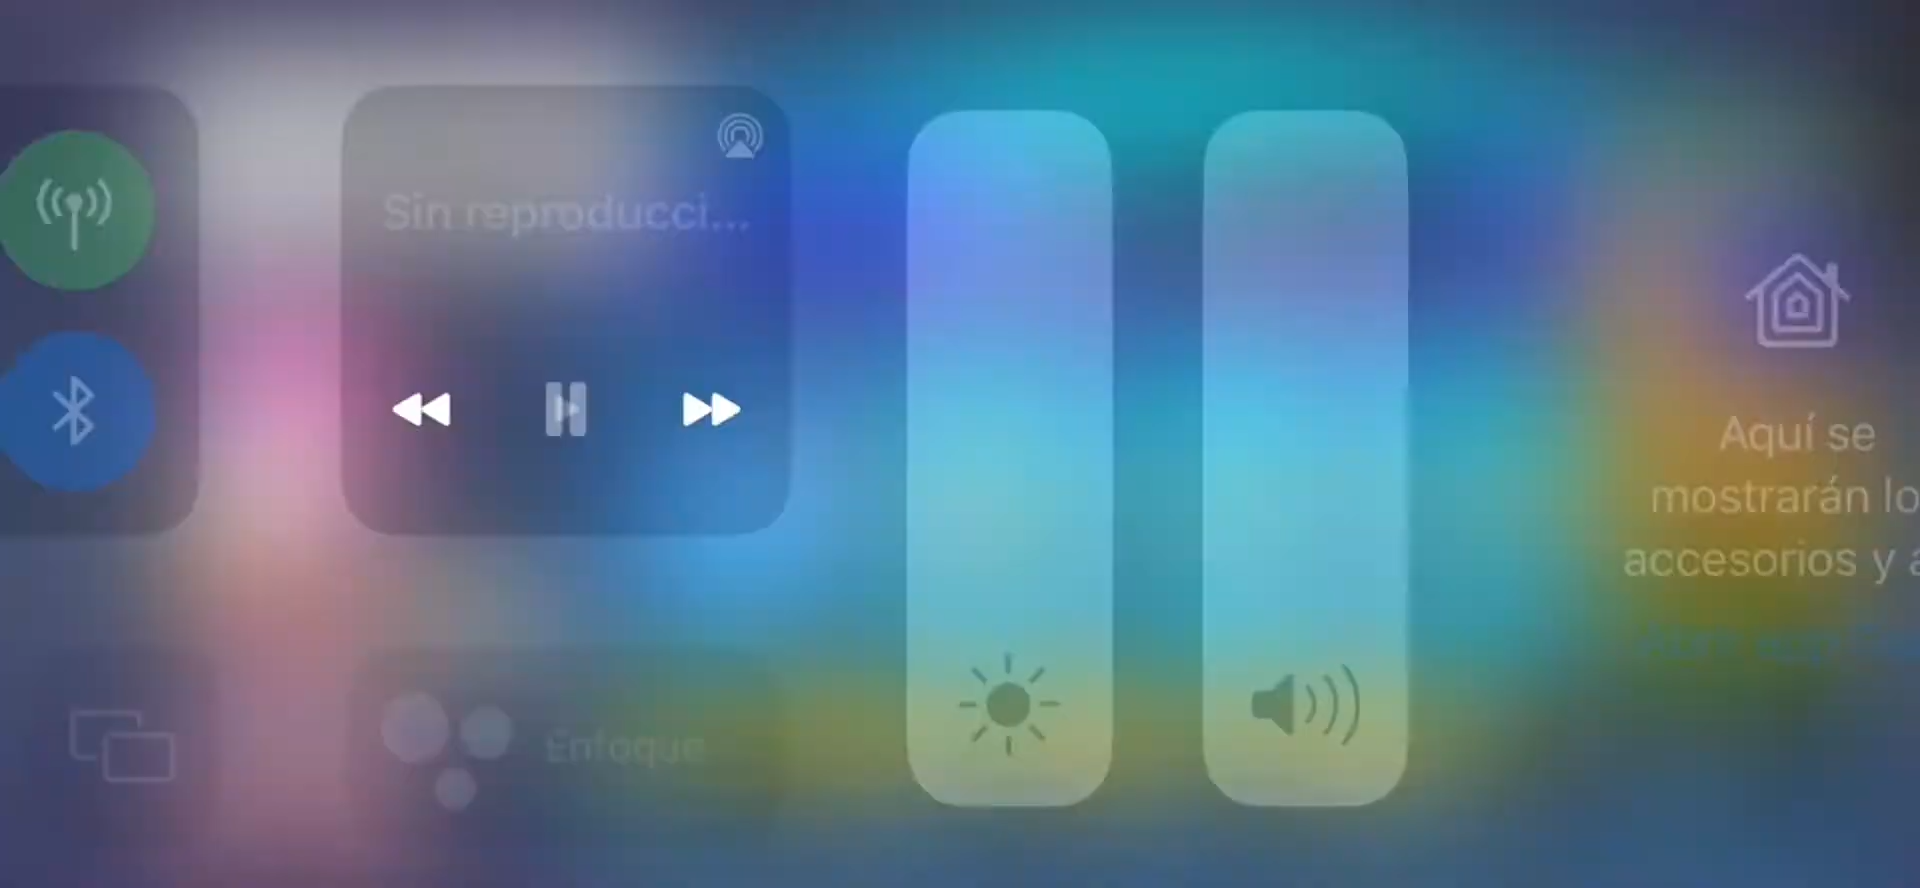 Sin reproducci...
Aquí se
mostrarán lo
accesorios y á
Enfoque